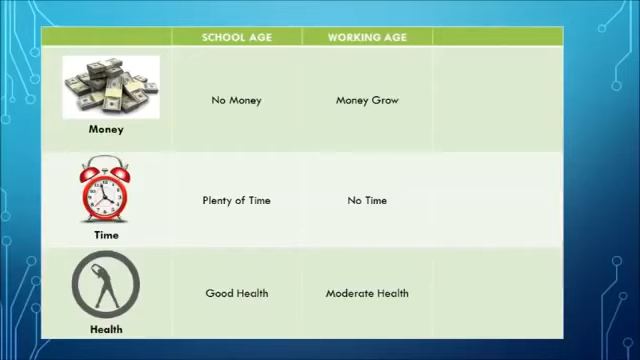 SCHOOL AGE WORKING AGE
Money No Money Money Grow
Time Plenty of Time No Time
Health Good Health Moderate Health